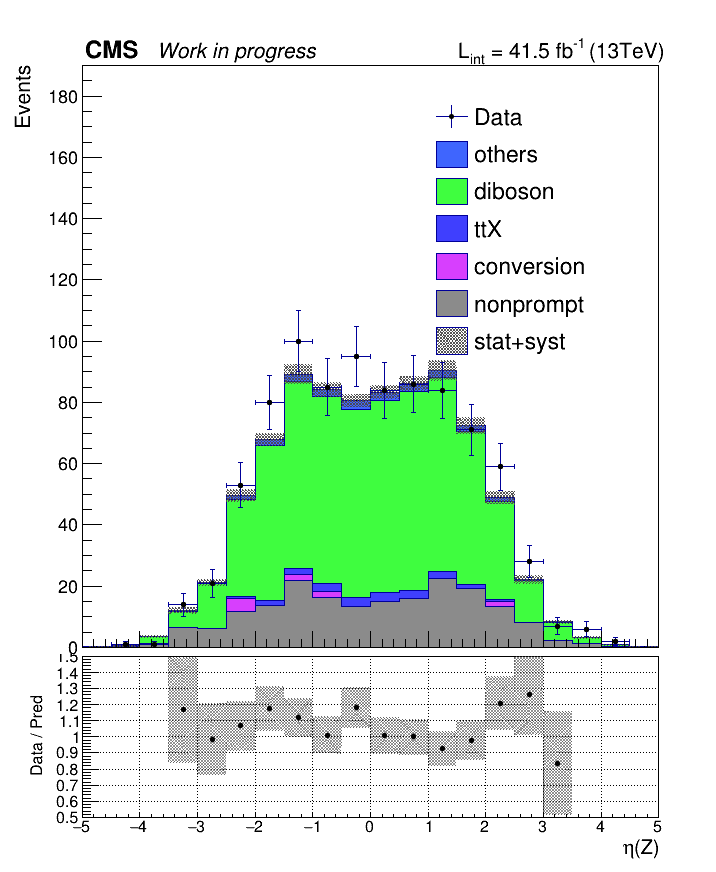 CMS Work in progress L_int = 41.5 fb^-1 (13TeV)
Events
180
160
140
120
100
80
60
40
20
0
Data
others
diboson
ttX
conversion
nonprompt
stat+syst
Data / Pred
1.5
1.4
1.3
1.2
1.1
1
0.9
0.8
0.7
0.6
0.5
−5 −4 −3 −2 −1 0 1 2 3 4 5
η(Z)